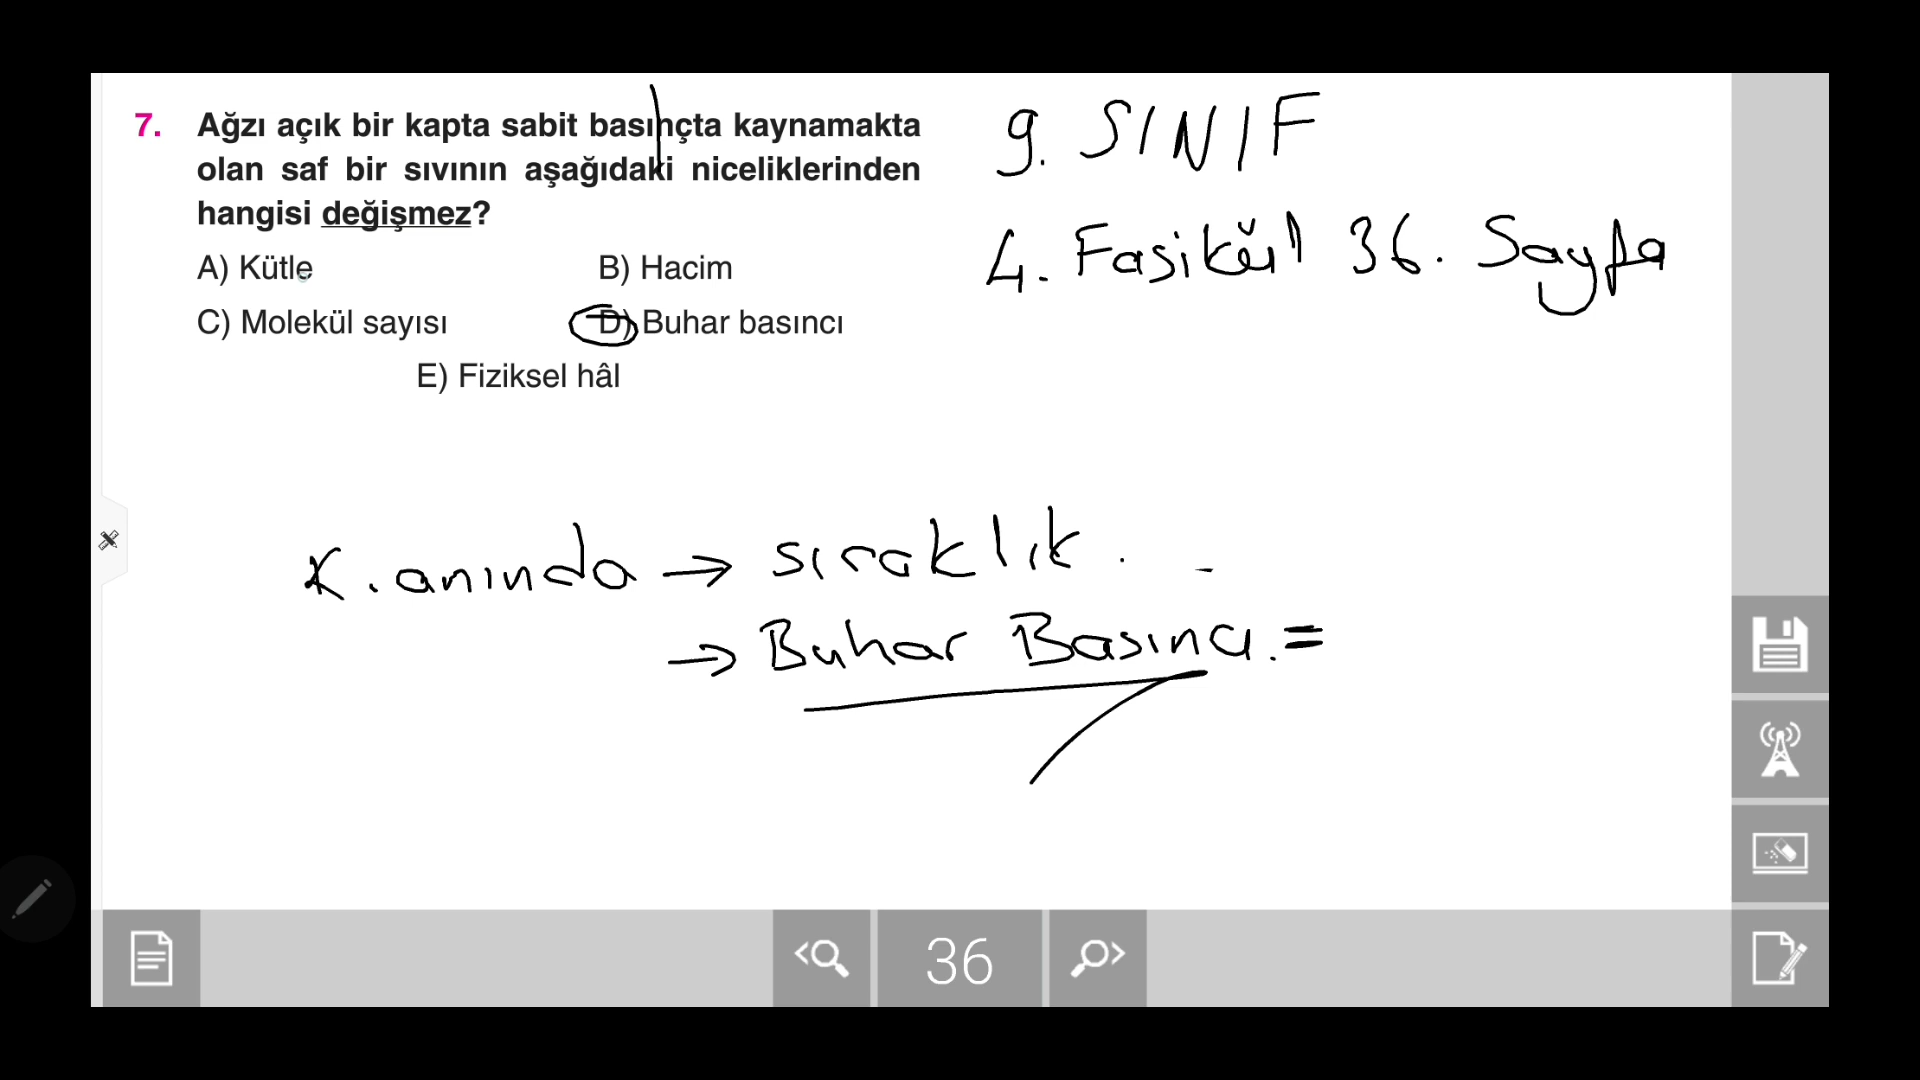 7. Ağzı açık bir kapta sabit basınçta kaynamakta
olan saf bir sıvının aşağıdaki niceliklerinden
hangisi değişmez?
A) Kütle B) Hacim
C) Molekül sayısı D) Buhar basıncı
E) Fiziksel hâl
9. SINIF
4. Fasikül 36. Sayfa
K. anında → sıcaklık.
→ Buhar Basıncı. =
36